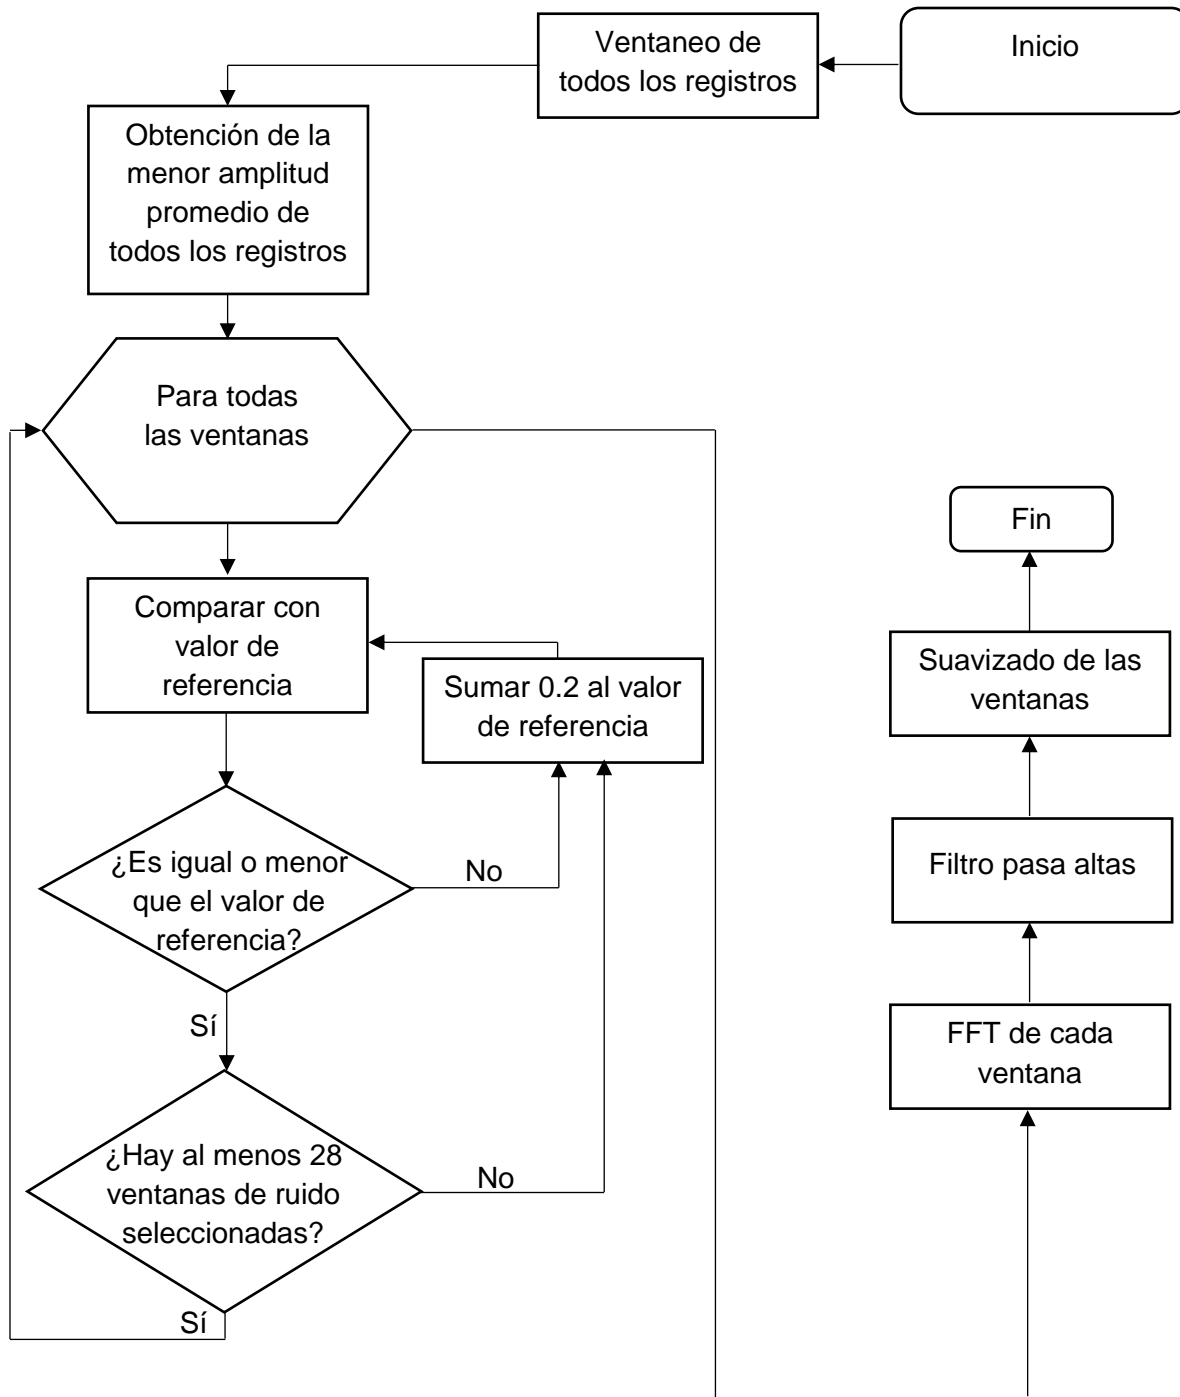 Inicio
Ventaneo de
todos los registros
Obtención de la
menor amplitud
promedio de
todos los registros
Para todas
las ventanas
Comparar con
valor de
referencia
Sumar 0.2 al valor
de referencia
¿Es igual o menor
que el valor de
referencia?
No
Sí
¿Hay al menos 28
ventanas de ruido
seleccionadas?
No
Sí
FFT de cada
ventana
Filtro pasa altas
Suavizado de las
ventanas
Fin